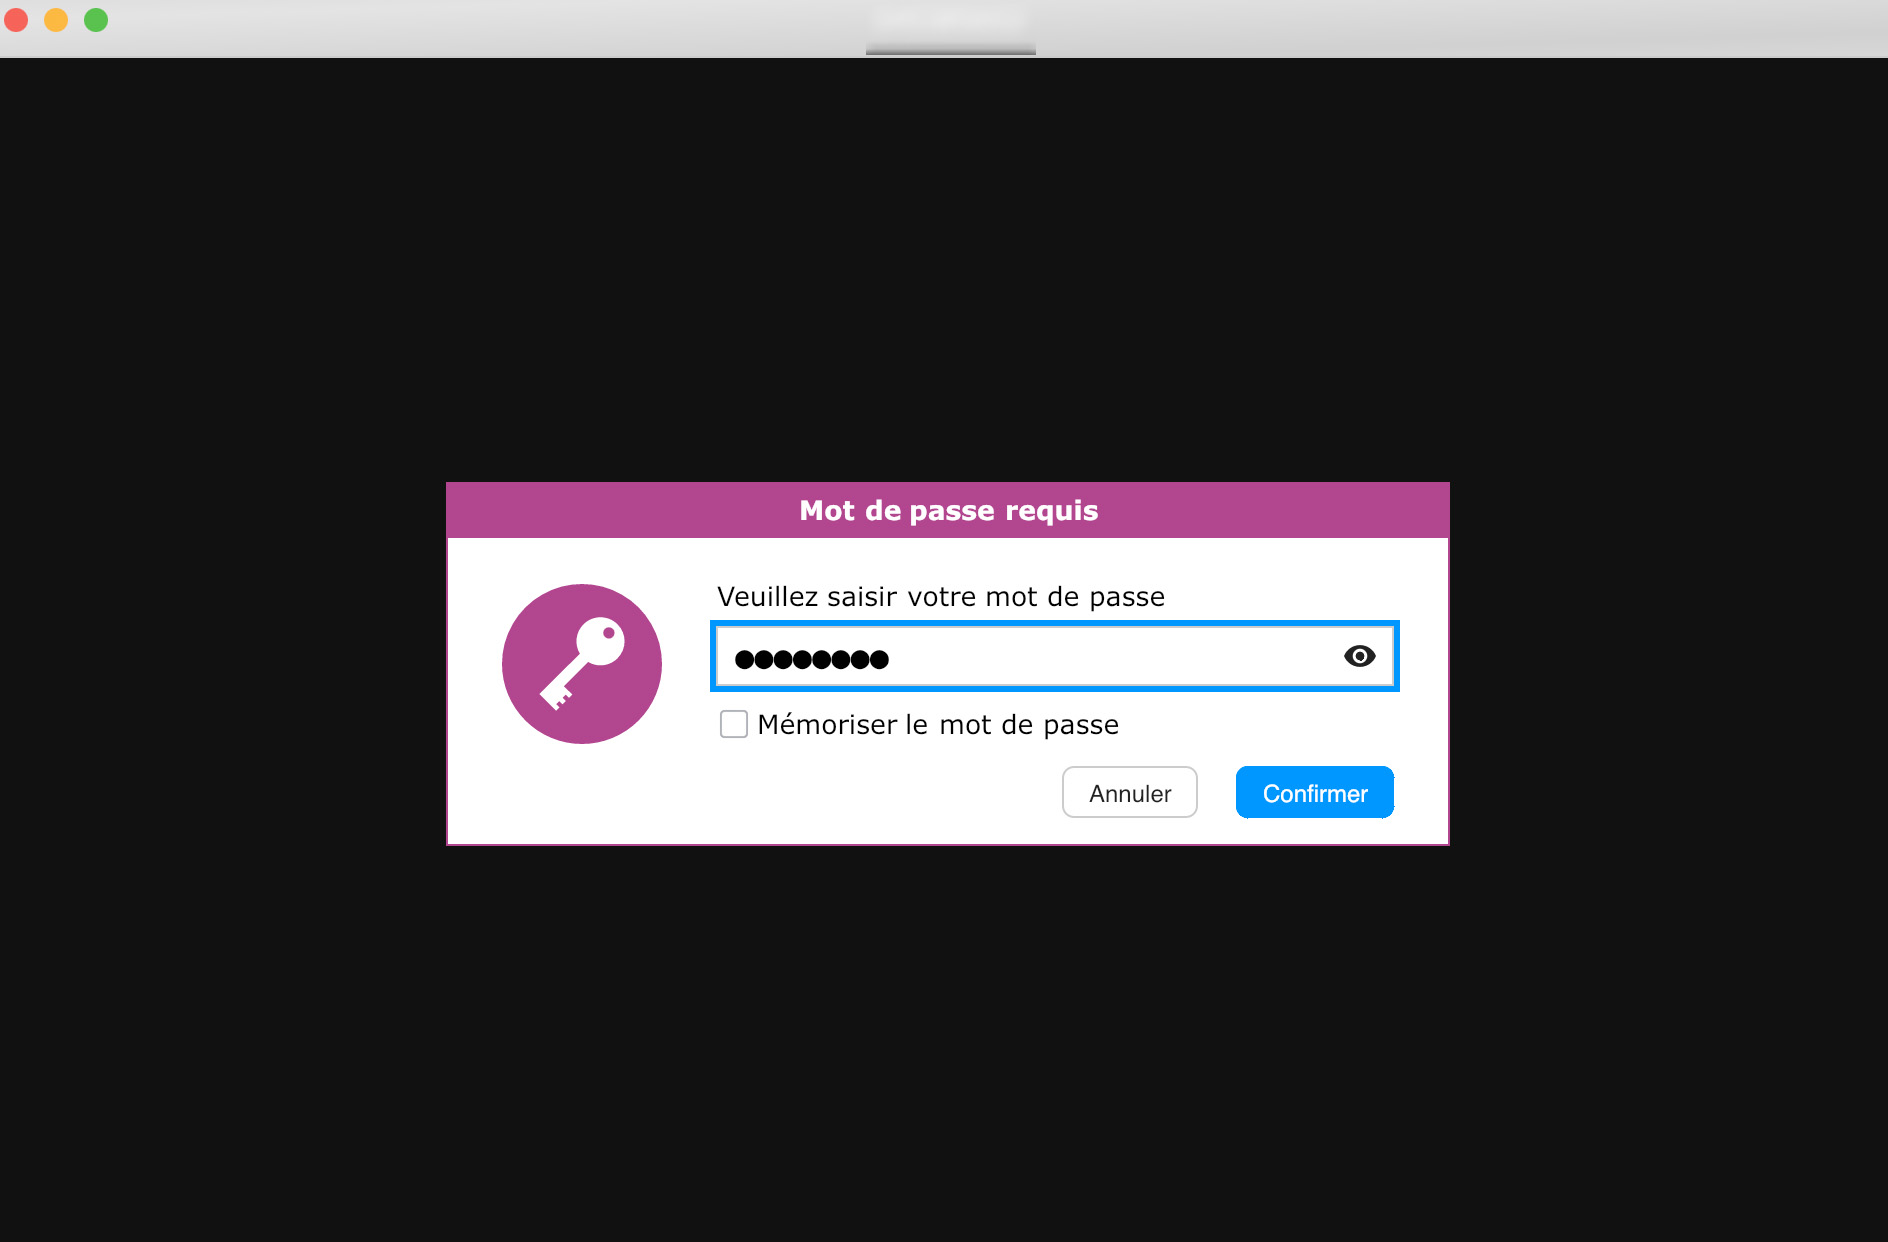 Mot de passe requis
Veuillez saisir votre mot de passe
●●●●●●●●
Mémoriser le mot de passe
Annuler
Confirmer